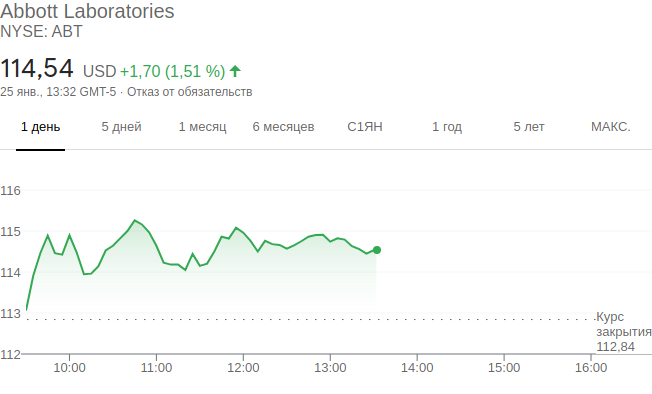 Abbott Laboratories
NYSE: ABT
114,54 USD +1,70 (1,51 %)
25 янв., 13:32 GMT-5 · Отказ от обязательств
1 день 5 дней 1 месяц 6 месяцев С1ЯН 1 год 5 лет МАКС.
116
115
114
113
Курс
закрытия
112,84
112
10:00 11:00 12:00 13:00 14:00 15:00 16:00